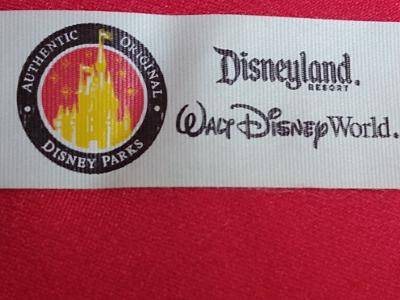 AUTHENTIC ORIGINAL
DISNEY PARKS
Disneyland®
RESORT
WALT DISNEY World®